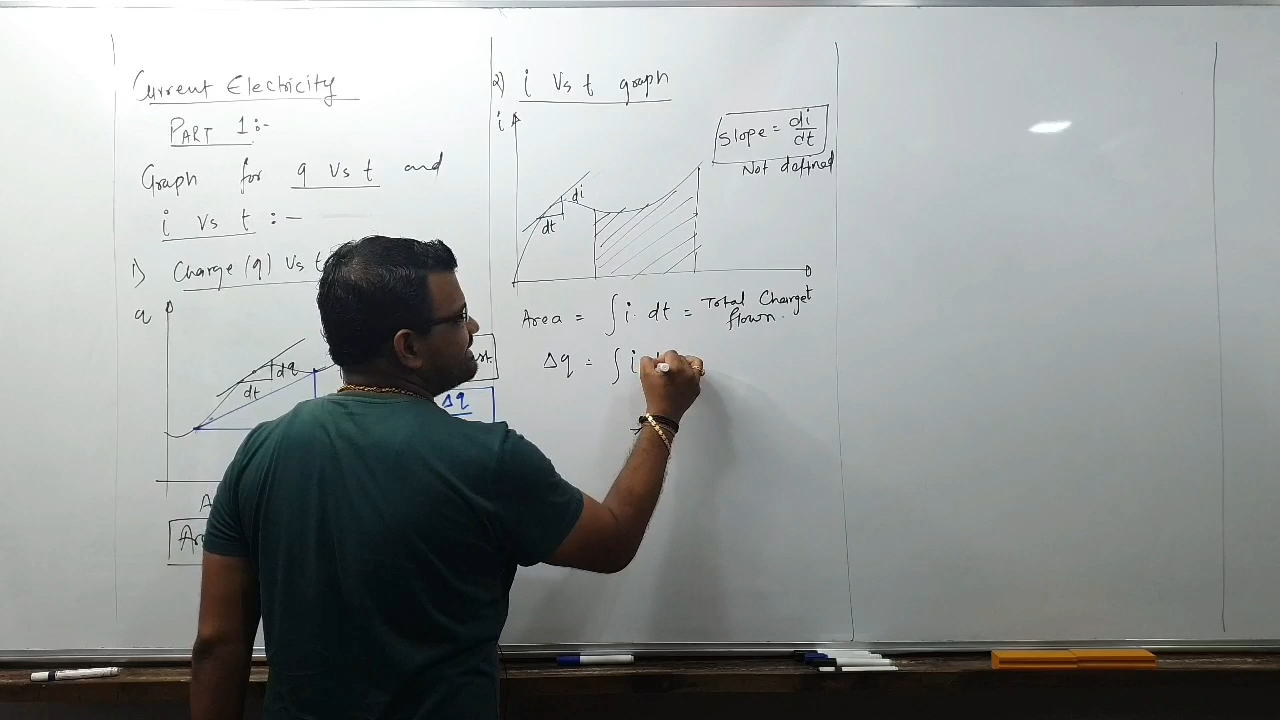 Current Electricity
PART 1:-
Graph for q Vs t and
i Vs t :-
1) Charge (q) Vs t
q
dq
dt
Δq
2) i Vs t graph
i
Slope = di/dt
Not defined
di
dt
Area = ∫ i. dt = Total Charget
flown.
Δq = ∫ i